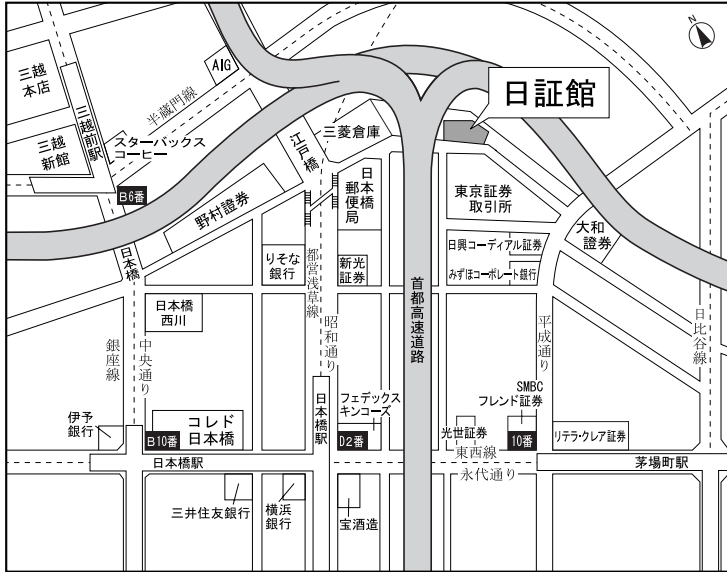 N
三越
本店
三越前駅
三越
新館
AIG
半蔵門線
スターバックス
コーヒー
B6番
江戸橋
三菱倉庫
日証館
日本橋
郵便局
東京証券
取引所
大和
證券
野村證券
日本橋
りそな
銀行
都営浅草線
新光
証券
日興コーディアル証券
みずほコーポレート銀行
首都高速道路
日本橋
西川
昭和通り
平成通り
日比谷線
銀座線
中央通り
伊予
銀行
B10番
コレド
日本橋
日本橋駅
フェデックス
キンコーズ
D2番
光世証券
SMBC
フレンド証券
10番
リテラ・クレア証券
東西線
日本橋駅
永代通り
茅場町駅
三井住友銀行
横浜
銀行
宝酒造